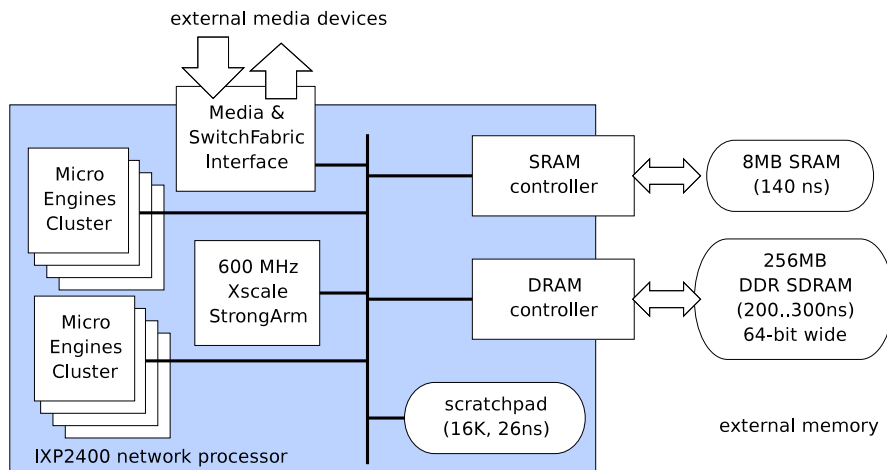 external media devices
Media &
SwitchFabric
Interface
Micro
Engines
Cluster
SRAM
controller
8MB SRAM
(140 ns)
600 MHz
Xscale
StrongArm
DRAM
controller
256MB
DDR SDRAM
(200..300ns)
64-bit wide
Micro
Engines
Cluster
scratchpad
(16K, 26ns)
external memory
IXP2400 network processor